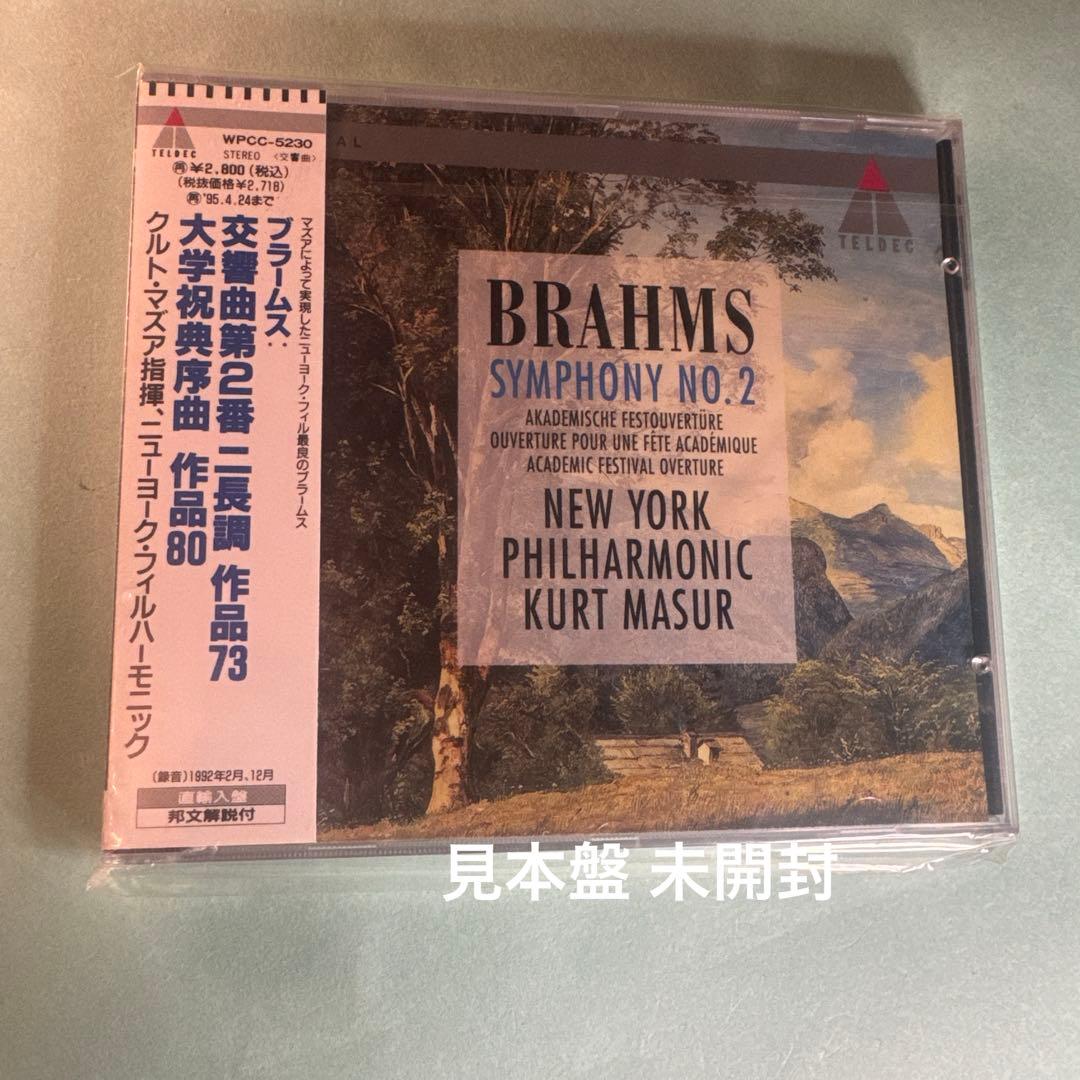 TELDEC
WPCC-5230
STEREO 〈交響曲〉
㊢¥2,800(税込)
(税抜価格¥2,718)
㊢'95.4.24まで
マズアによって実現したニューヨーク・フィル最良のブラームス
ブラームス:
交響曲第2番 ニ長調 作品73
大学祝典序曲 作品80
クルト・マズア指揮、ニューヨーク・フィルハーモニック
(録音)1992年2月、12月
直輸入盤
邦文解説付
AL
TELDEC
BRAHMS
SYMPHONY NO. 2
AKADEMISCHE FESTOUVERTÜRE
OUVERTURE POUR UNE FÊTE ACADÉMIQUE
ACADEMIC FESTIVAL OVERTURE
NEW YORK
PHILHARMONIC
KURT MASUR
見本盤 未開封